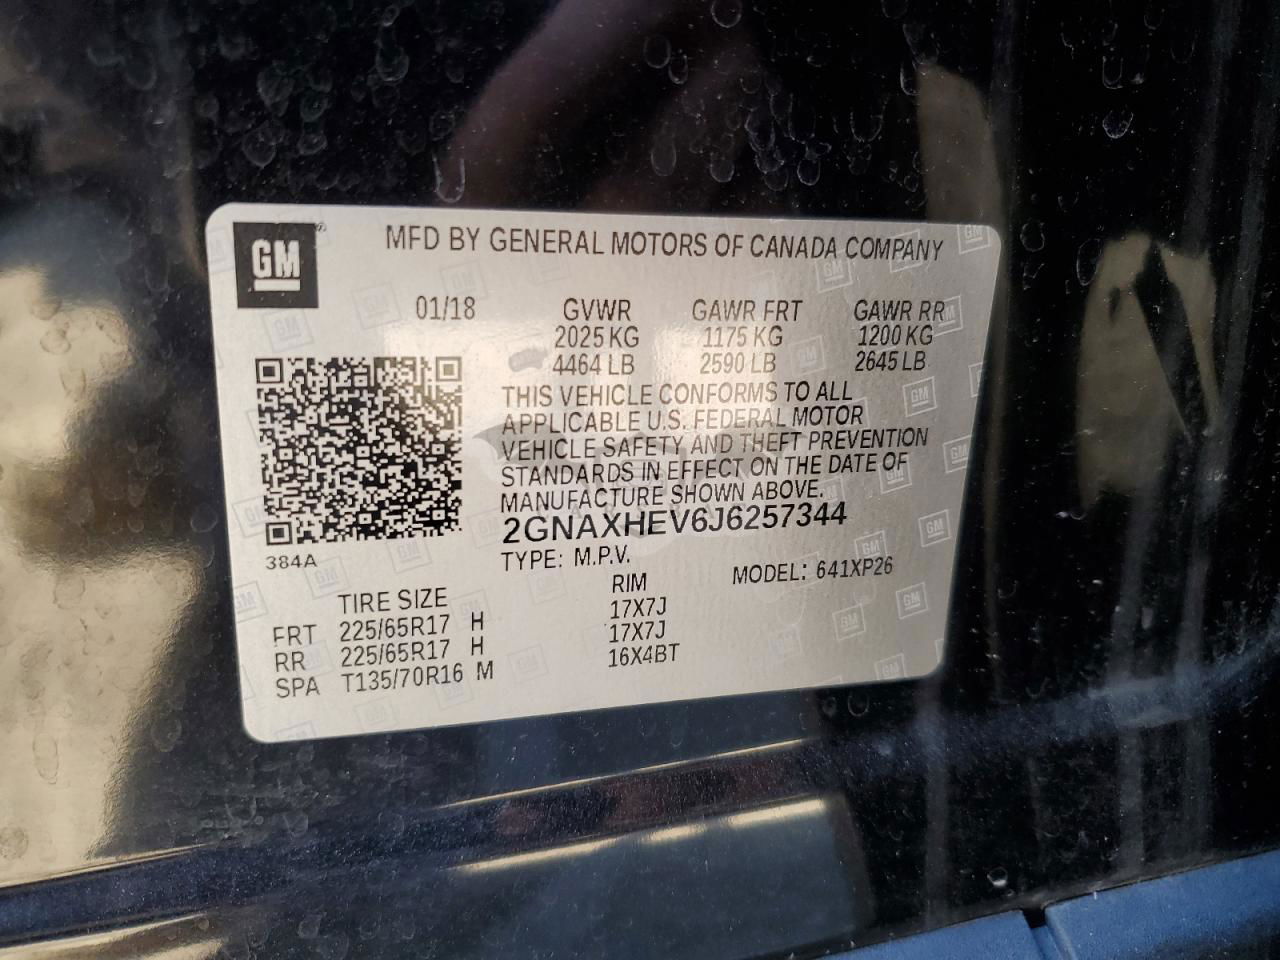 GM
MFD BY GENERAL MOTORS OF CANADA COMPANY
01/18 GVWR GAWR FRT GAWR RR
2025 KG 1175 KG 1200 KG
4464 LB 2590 LB 2645 LB
THIS VEHICLE CONFORMS TO ALL
APPLICABLE U.S. FEDERAL MOTOR
VEHICLE SAFETY AND THEFT PREVENTION
STANDARDS IN EFFECT ON THE DATE OF
MANUFACTURE SHOWN ABOVE.
2GNAXHEV6J6257344
384A
TYPE: M.P.V. MODEL: 641XP26
TIRE SIZE RIM
FRT 225/65R17 H 17X7J
RR 225/65R17 H 17X7J
SPA T135/70R16 M 16X4BT